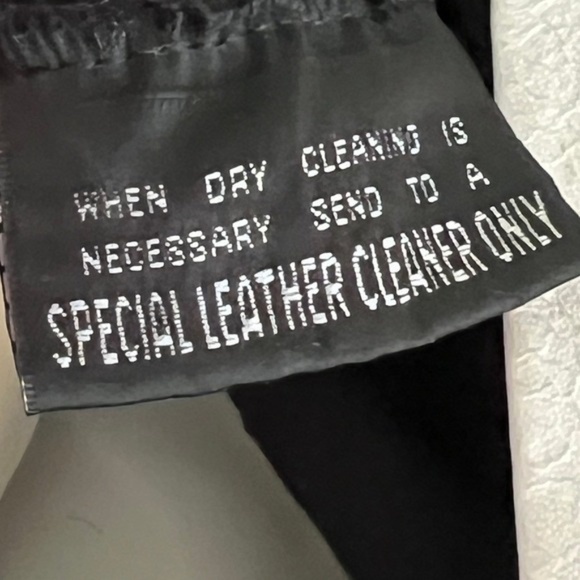 WHEN DRY CLEANING IS
NECESSARY SEND TO A
SPECIAL LEATHER CLEANER ONLY